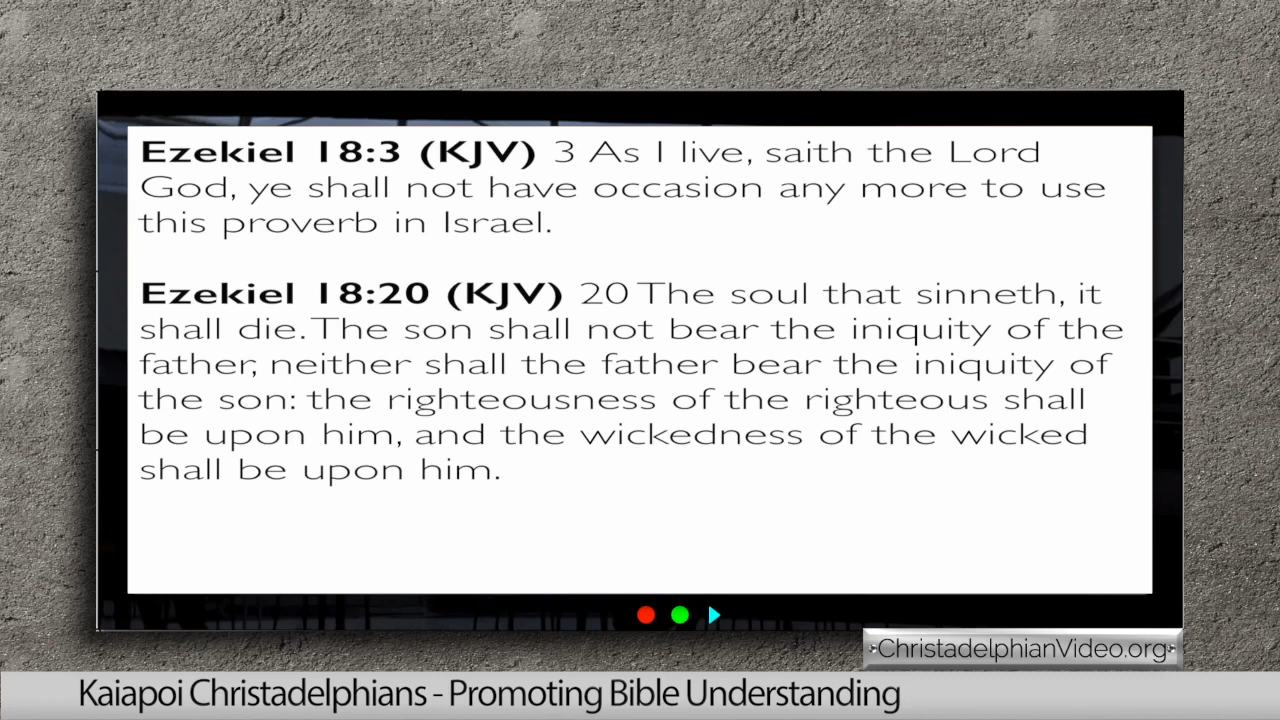 Ezekiel 18:3 (KJV) 3 As I live, saith the Lord
God, ye shall not have occasion any more to use
this proverb in Israel.
Ezekiel 18:20 (KJV) 20 The soul that sinneth, it
shall die. The son shall not bear the iniquity of the
father, neither shall the father bear the iniquity of
the son: the righteousness of the righteous shall
be upon him, and the wickedness of the wicked
shall be upon him.
·ChristadelphianVideo.org·
Kaiapoi Christadelphians - Promoting Bible Understanding